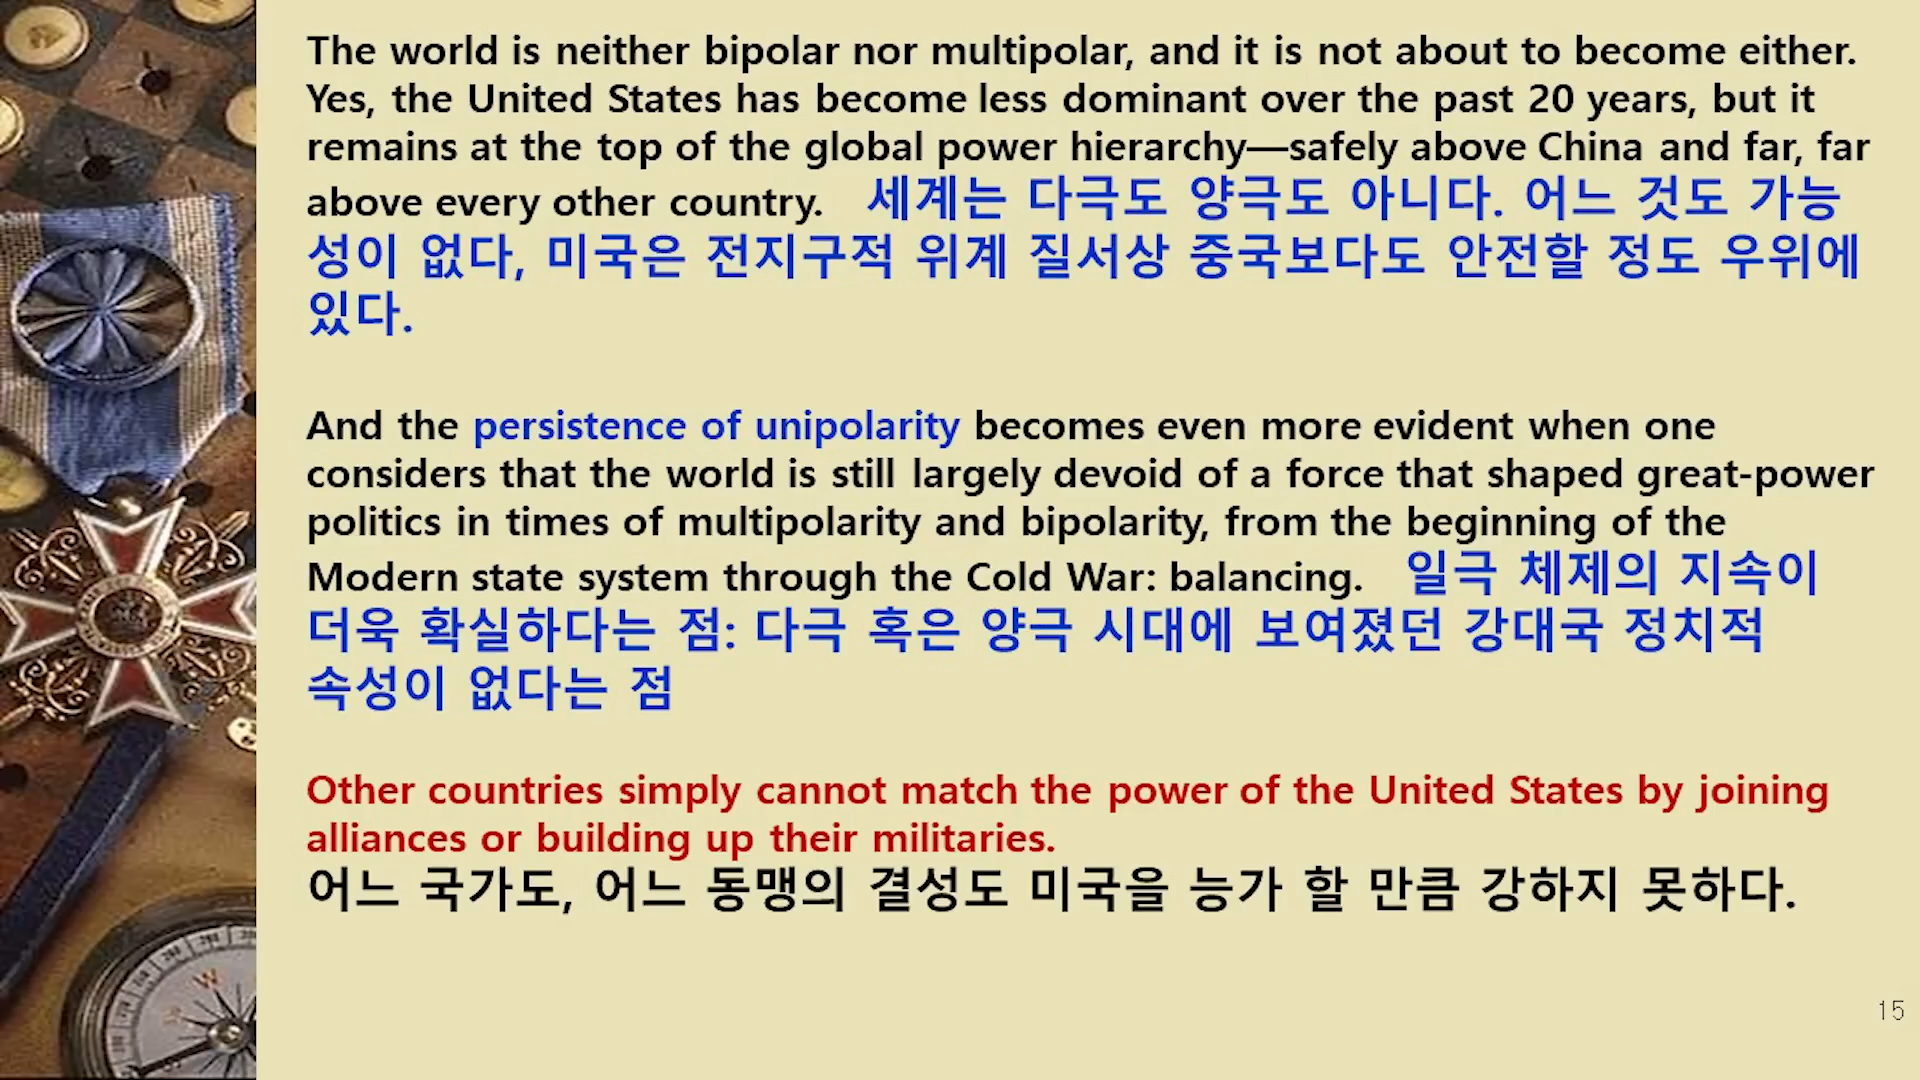 The world is neither bipolar nor multipolar, and it is not about to become either.
Yes, the United States has become less dominant over the past 20 years, but it
remains at the top of the global power hierarchy—safely above China and far, far
above every other country. 세계는 다극도 양극도 아니다. 어느 것도 가능
성이 없다, 미국은 전지구적 위계 질서상 중국보다도 안전할 정도 우위에
있다.
And the persistence of unipolarity becomes even more evident when one
considers that the world is still largely devoid of a force that shaped great-power
politics in times of multipolarity and bipolarity, from the beginning of the
Modern state system through the Cold War: balancing. 일극 체제의 지속이
더욱 확실하다는 점: 다극 혹은 양극 시대에 보여졌던 강대국 정치적
속성이 없다는 점
Other countries simply cannot match the power of the United States by joining
alliances or building up their militaries.
어느 국가도, 어느 동맹의 결성도 미국을 능가 할 만큼 강하지 못하다.
15